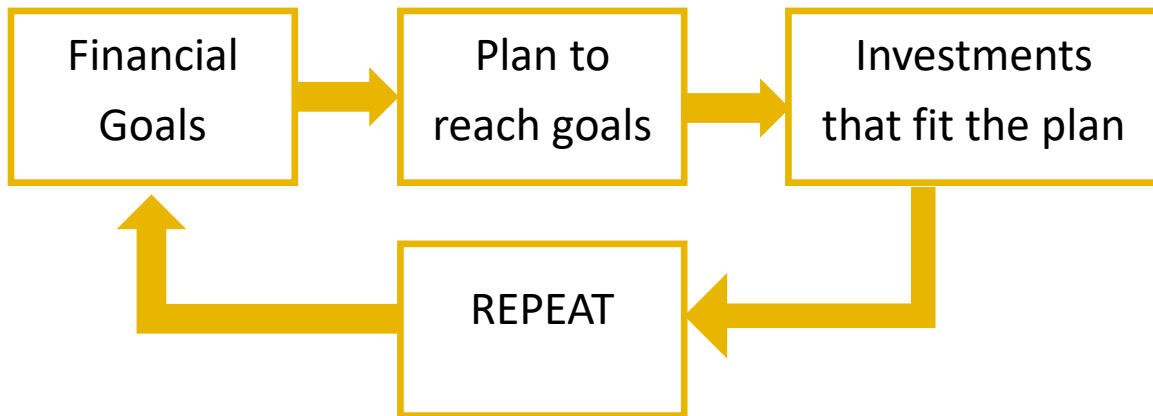 Financial
Goals
Plan to
reach goals
Investments
that fit the plan
REPEAT